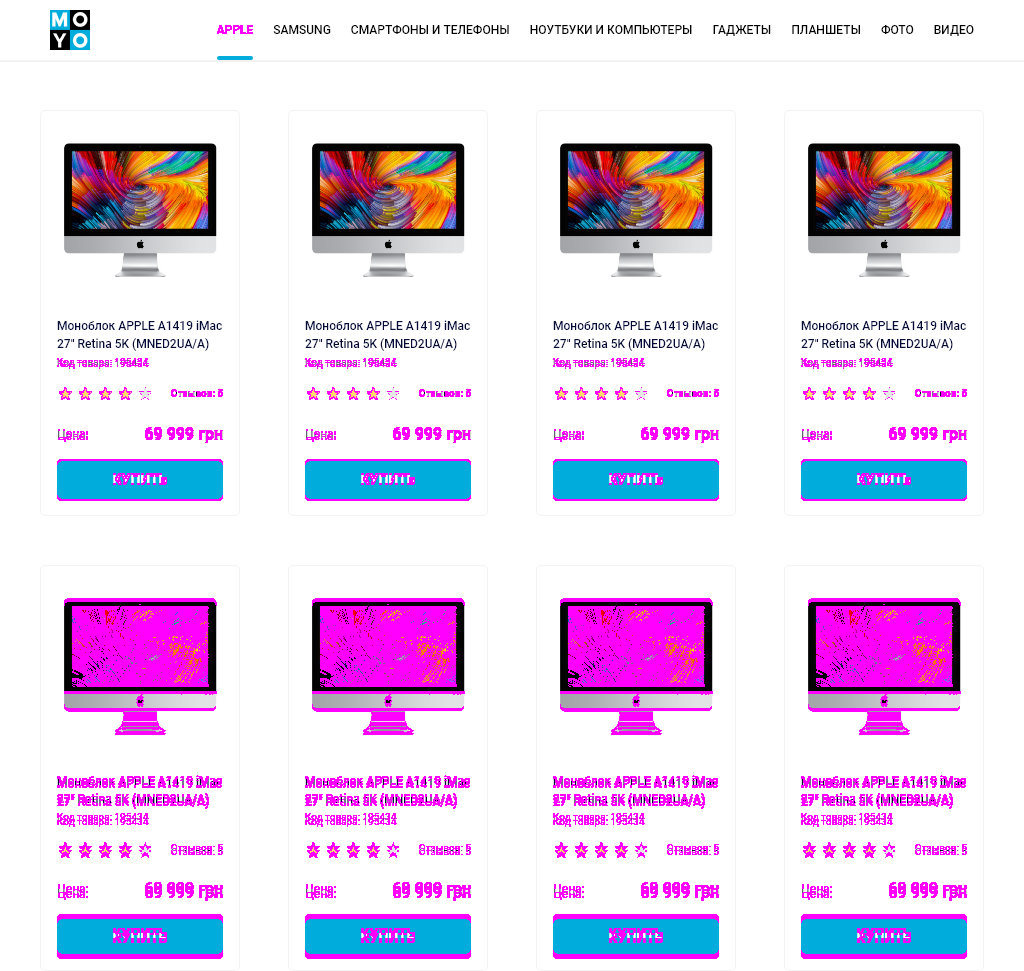 MOYO
APPLE SAMSUNG СМАРТФОНЫ И ТЕЛЕФОНЫ НОУТБУКИ И КОМПЬЮТЕРЫ ГАДЖЕТЫ ПЛАНШЕТЫ ФОТО ВИДЕО
Моноблок APPLE A1419 iMac Моноблок APPLE A1419 iMac Моноблок APPLE A1419 iMac Моноблок APPLE A1419 iMac
27" Retina 5K (MNED2UA/A) 27" Retina 5K (MNED2UA/A) 27" Retina 5K (MNED2UA/A) 27" Retina 5K (MNED2UA/A)
Код товара: 195434 Код товара: 195434 Код товара: 195434 Код товара: 195434
Отзывов: 5 Отзывов: 5 Отзывов: 5 Отзывов: 5
Цена: 69 999 грн Цена: 69 999 грн Цена: 69 999 грн Цена: 69 999 грн
КУПИТЬ КУПИТЬ КУПИТЬ КУПИТЬ
Моноблок APPLE A1419 iMac Моноблок APPLE A1419 iMac Моноблок APPLE A1419 iMac Моноблок APPLE A1419 iMac
27" Retina 5K (MNED2UA/A) 27" Retina 5K (MNED2UA/A) 27" Retina 5K (MNED2UA/A) 27" Retina 5K (MNED2UA/A)
Код товара: 195434 Код товара: 195434 Код товара: 195434 Код товара: 195434
Отзывов: 5 Отзывов: 5 Отзывов: 5 Отзывов: 5
Цена: 69 999 грн Цена: 69 999 грн Цена: 69 999 грн Цена: 69 999 грн
КУПИТЬ КУПИТЬ КУПИТЬ КУПИТЬ